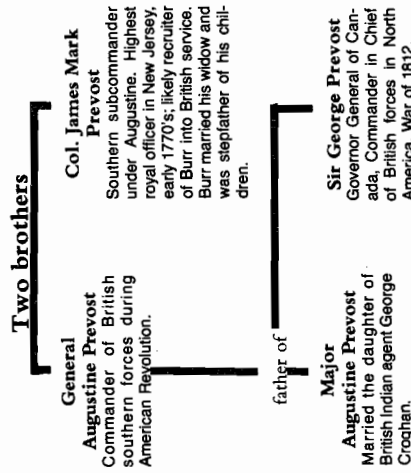 Two brothers
General
Augustine Prevost
Commander of British
southern forces during
American Revolution.
Col. James Mark
Prevost
Southern subcommander
under Augustine. Highest
royal officer in New Jersey,
early 1770's; likely recruiter
of Burr into British service.
Burr married his widow and
was stepfather of his chil-
dren.
father of
Major
Augustine Prevost
Married the daughter of
British Indian agent George
Croghan.
Sir George Prevost
Governor General of Can-
ada, Commander in Chief
of British forces in North
America, War of 1812.